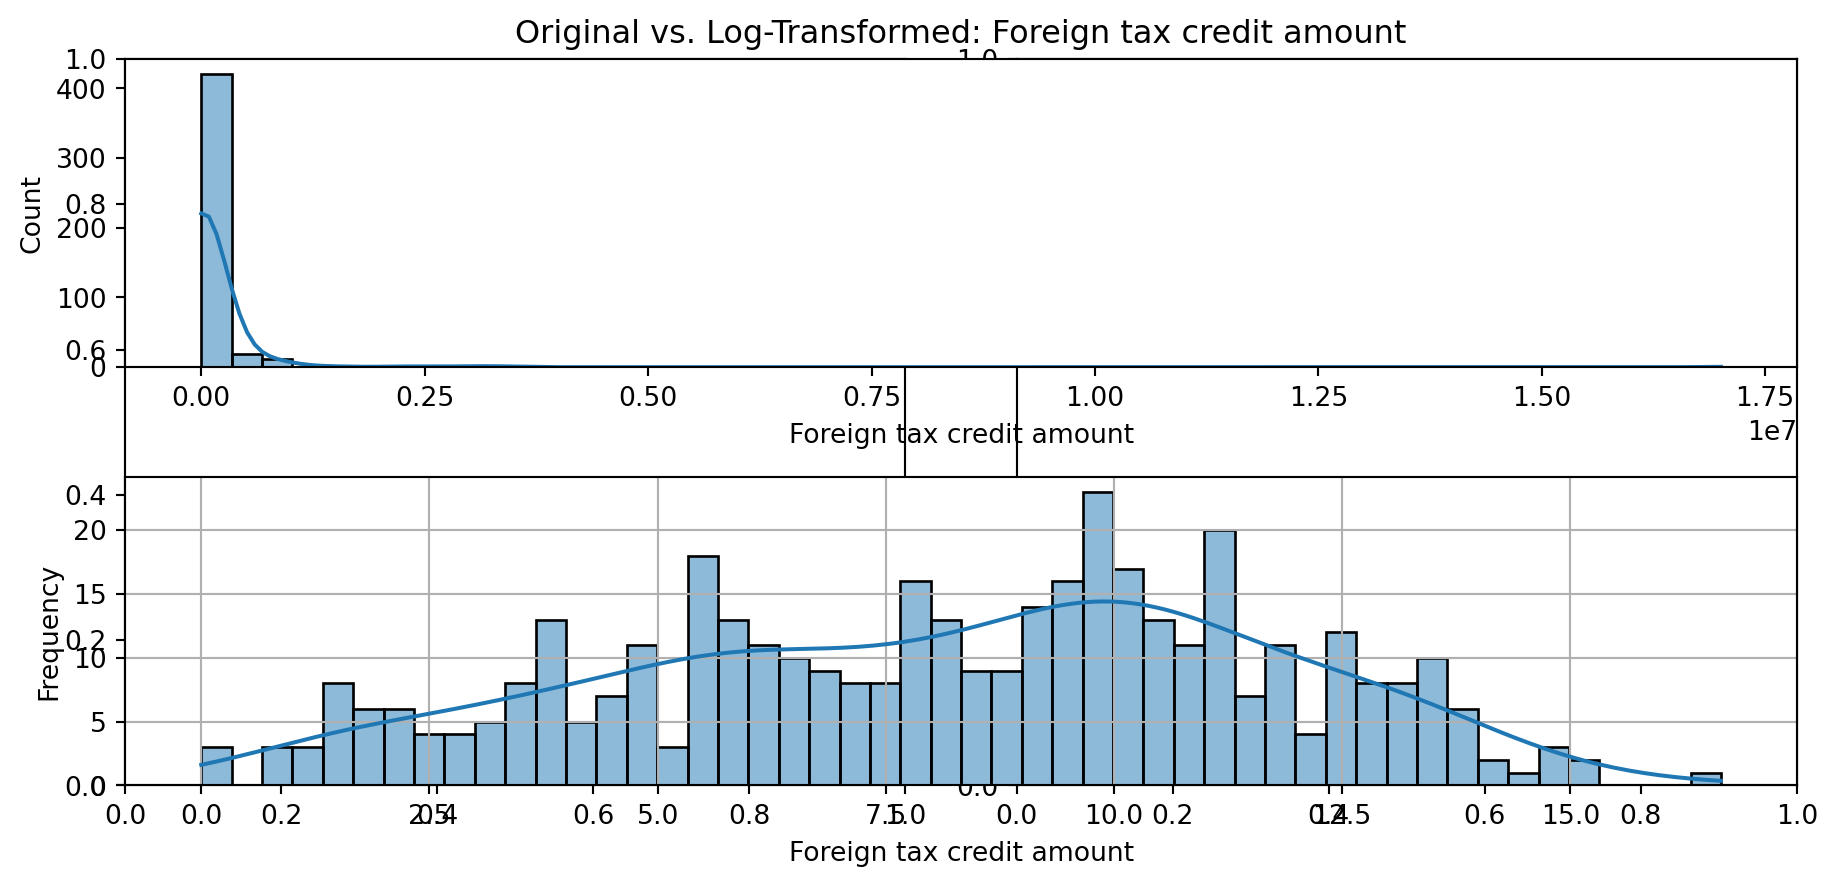 Original vs. Log-Transformed: Foreign tax credit amount
1.0
1.0
400
300
0.8
200
100
0.6
0
Count
0.00 0.25 0.50 0.75 1.00 1.25 1.50 1.75
1e7
Foreign tax credit amount
0.4
20
15
0.2
10
5
0.0
0
Frequency
0.0
0.0 0.0 0.2 2.5 0.4 0.6 5.0 0.8 7.5 1.0 0.0 10.0 0.2 0.4 12.5 0.6 15.0 0.8 1.0
Foreign tax credit amount